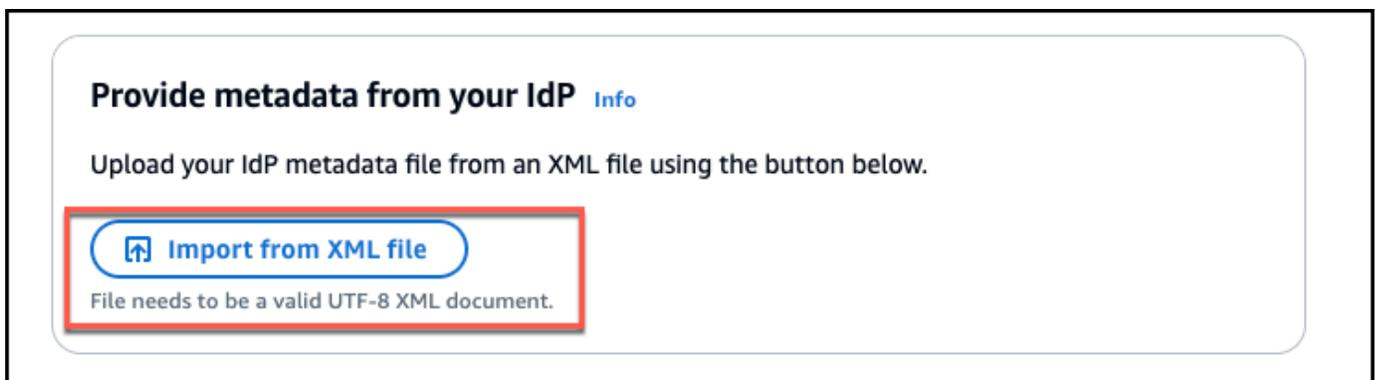 Provide metadata from your IdP Info
Upload your IdP metadata file from an XML file using the button below.
Import from XML file
File needs to be a valid UTF-8 XML document.